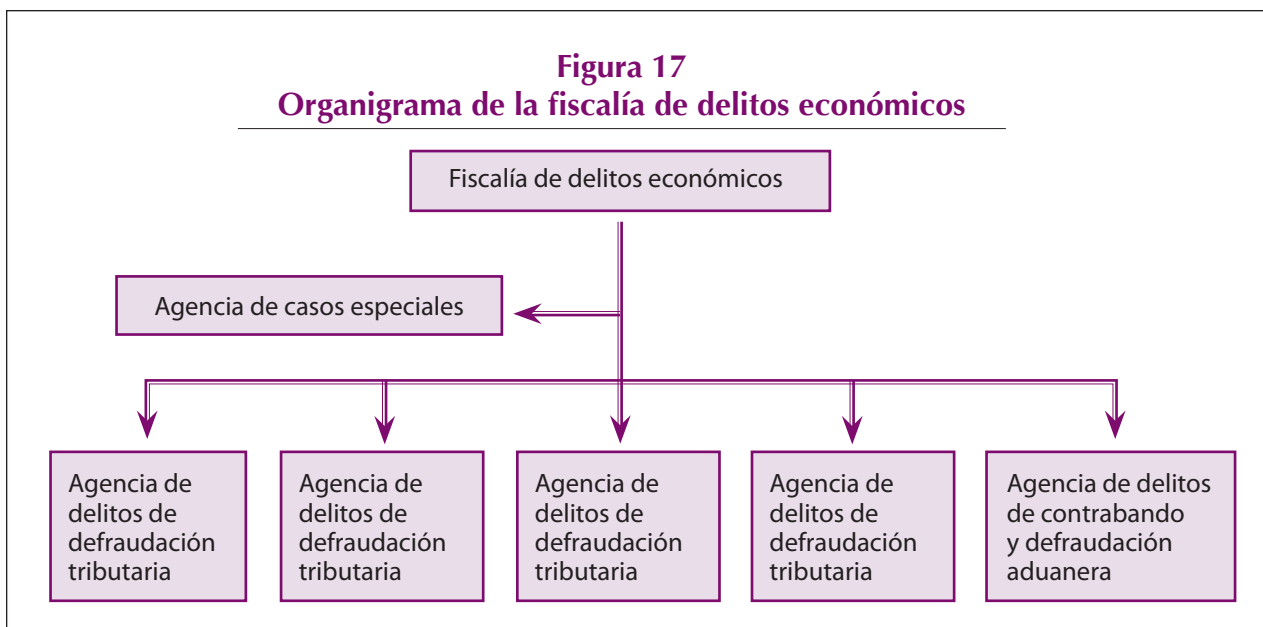 Figura 17
Organigrama de la fiscalía de delitos económicos
Fiscalía de delitos económicos
Agencia de casos especiales
Agencia de
delitos de
defraudación
tributaria
Agencia de
delitos de
defraudación
tributaria
Agencia de
delitos de
defraudación
tributaria
Agencia de
delitos de
defraudación
tributaria
Agencia de delitos
de contrabando
y defraudación
aduanera